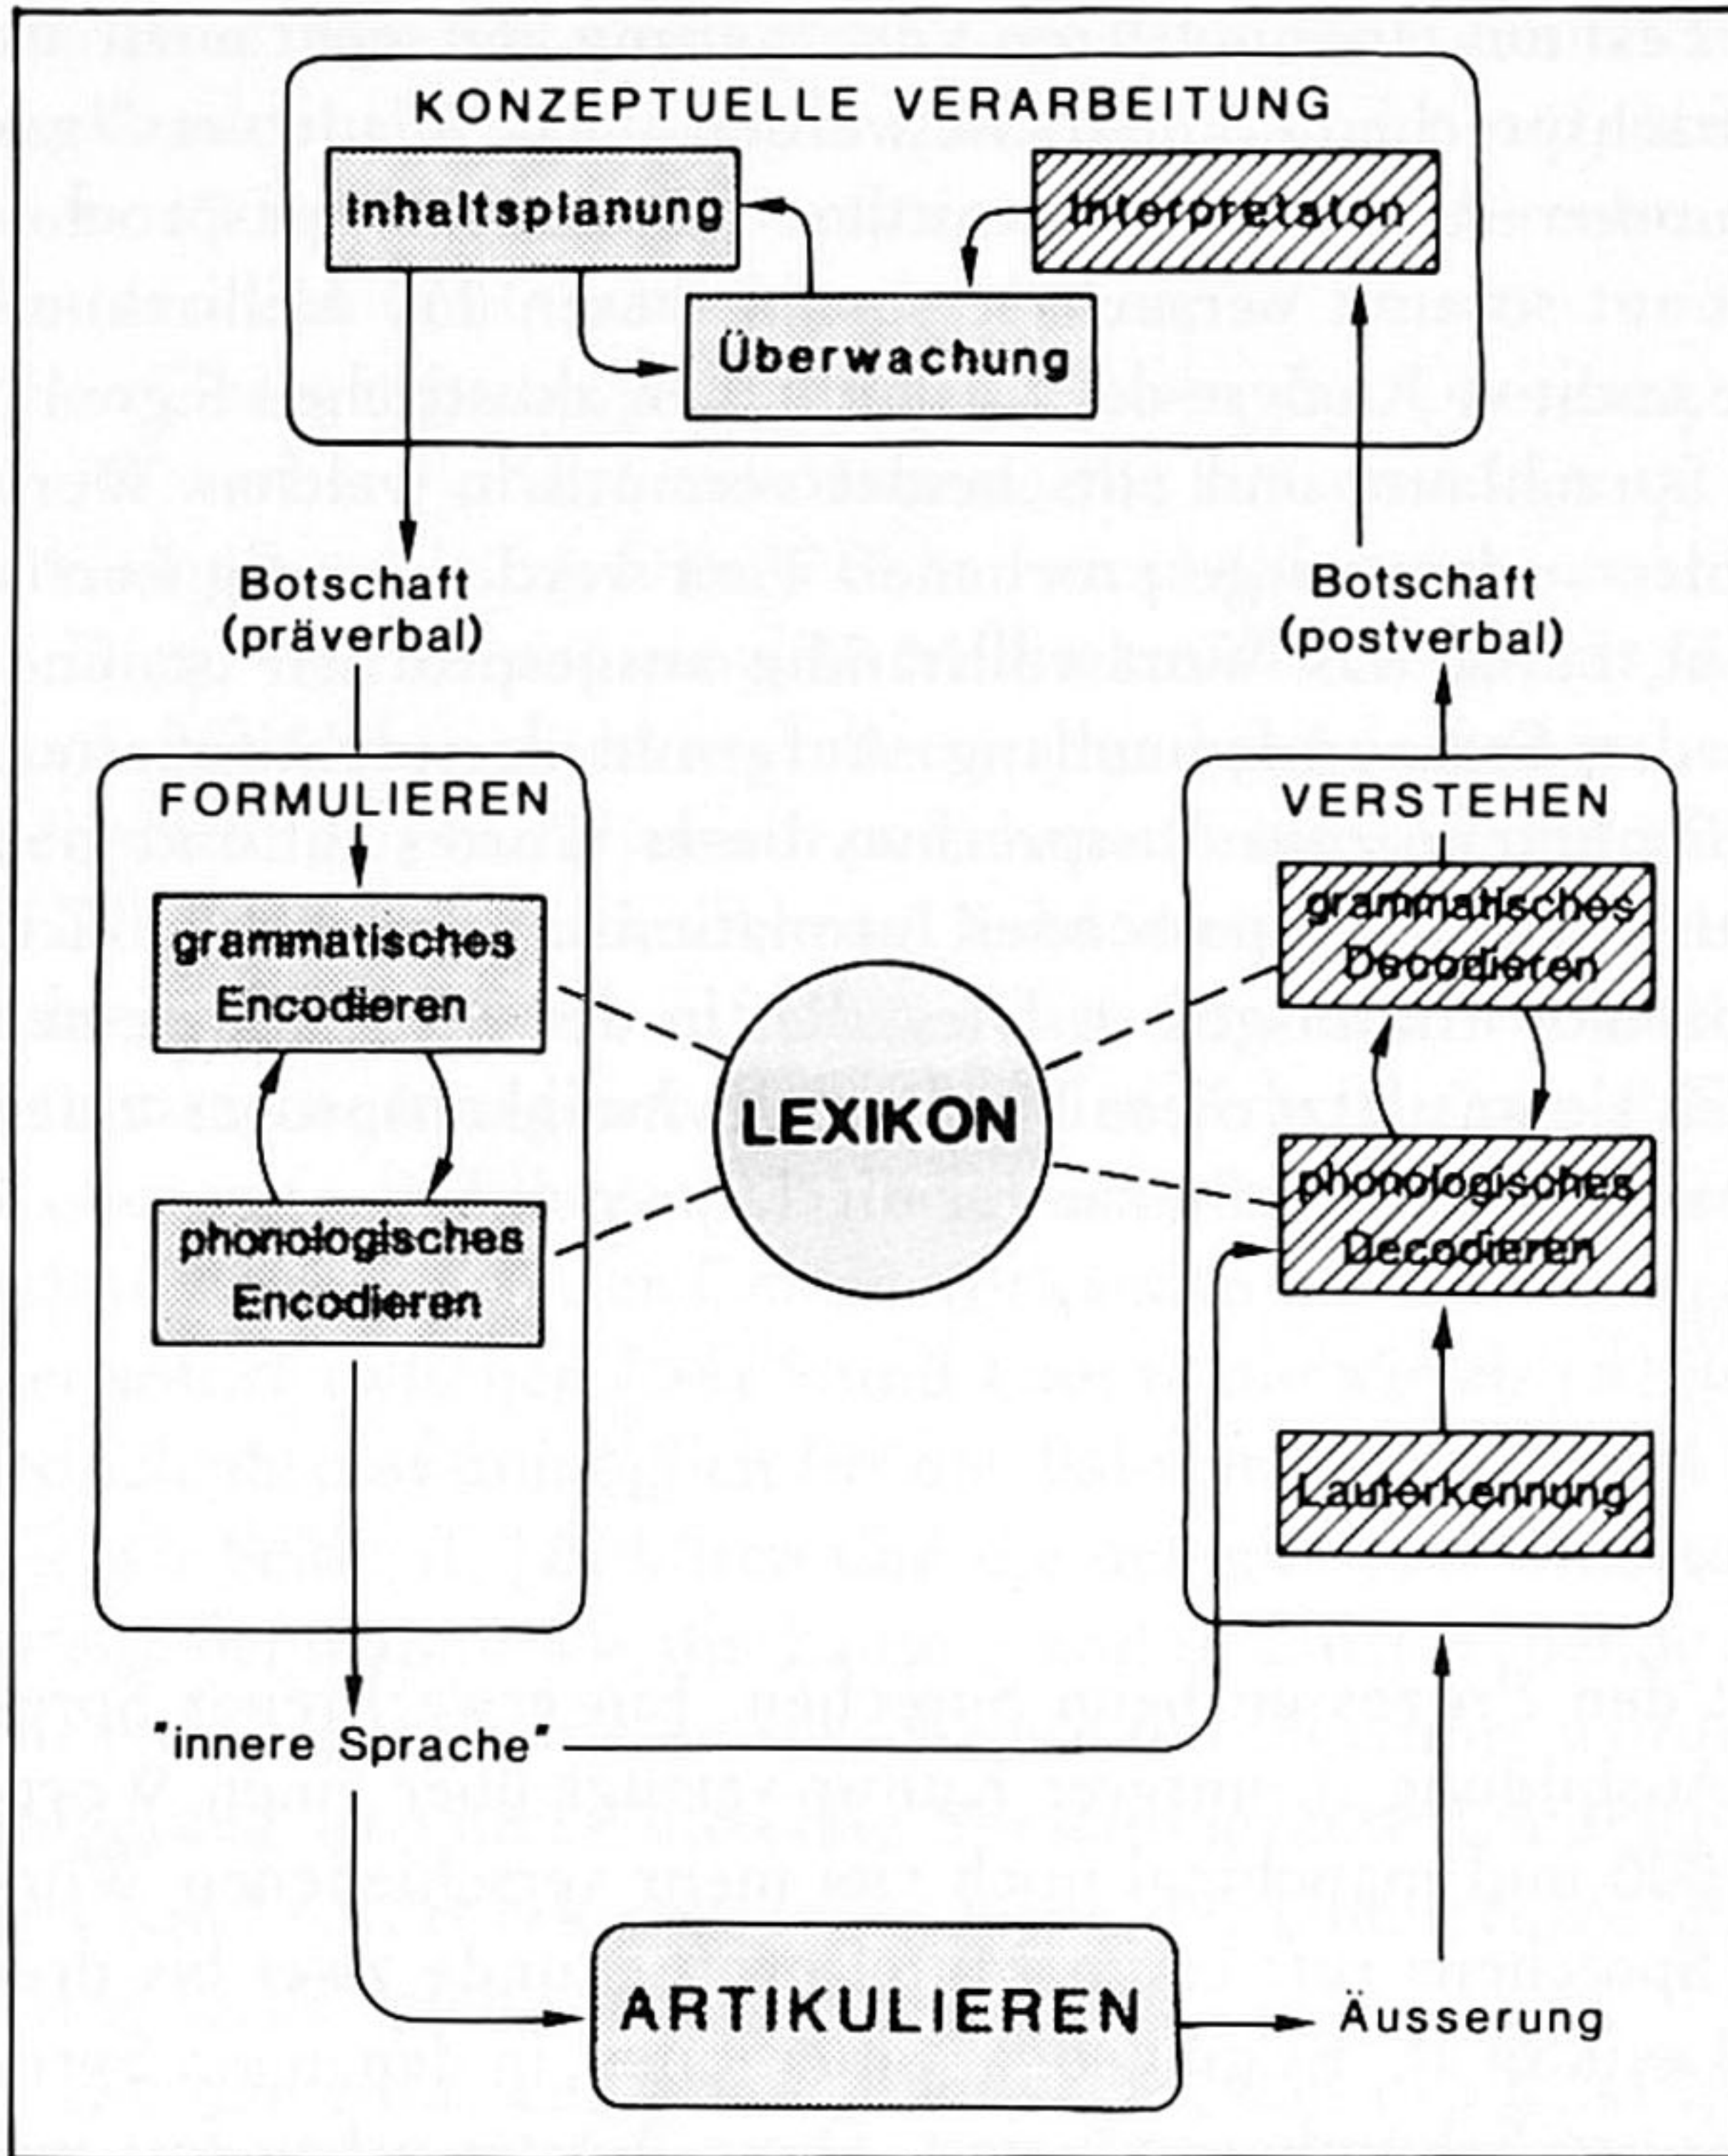 KONZEPTUELLE VERARBEITUNG
Inhaltsplanung
Interpretaton
Überwachung
Botschaft
(präverbal)
Botschaft
(postverbal)
FORMULIEREN
grammatisches
Encodieren
phonologisches
Encodieren
LEXIKON
VERSTEHEN
grammatisches
Decodieren
phonologisches
Decodieren
Lauterkennung
"innere Sprache"
ARTIKULIEREN
Äusserung